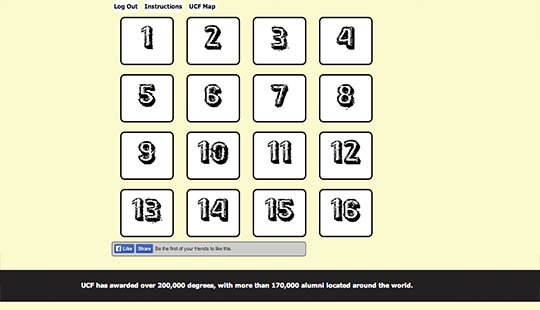 Log Out Instructions UCF Map
1 2 3 4
5 6 7 8
9 10 11 12
13 14 15 16
Like Share Be the first of your friends to like this.
UCF has awarded over 200,000 degrees, with more than 170,000 alumni located around the world.